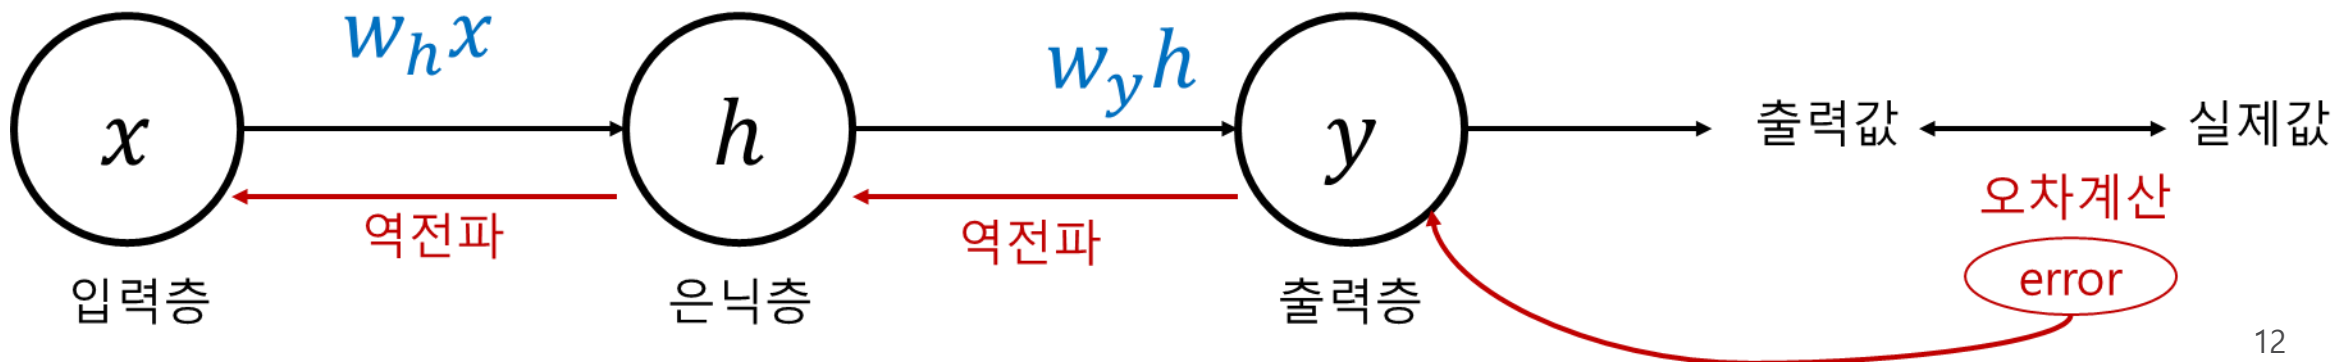 w_h x
w_y h
x
h
y
출력값
실제값
역전파
역전파
오차계산
error
입력층
은닉층
출력층
12